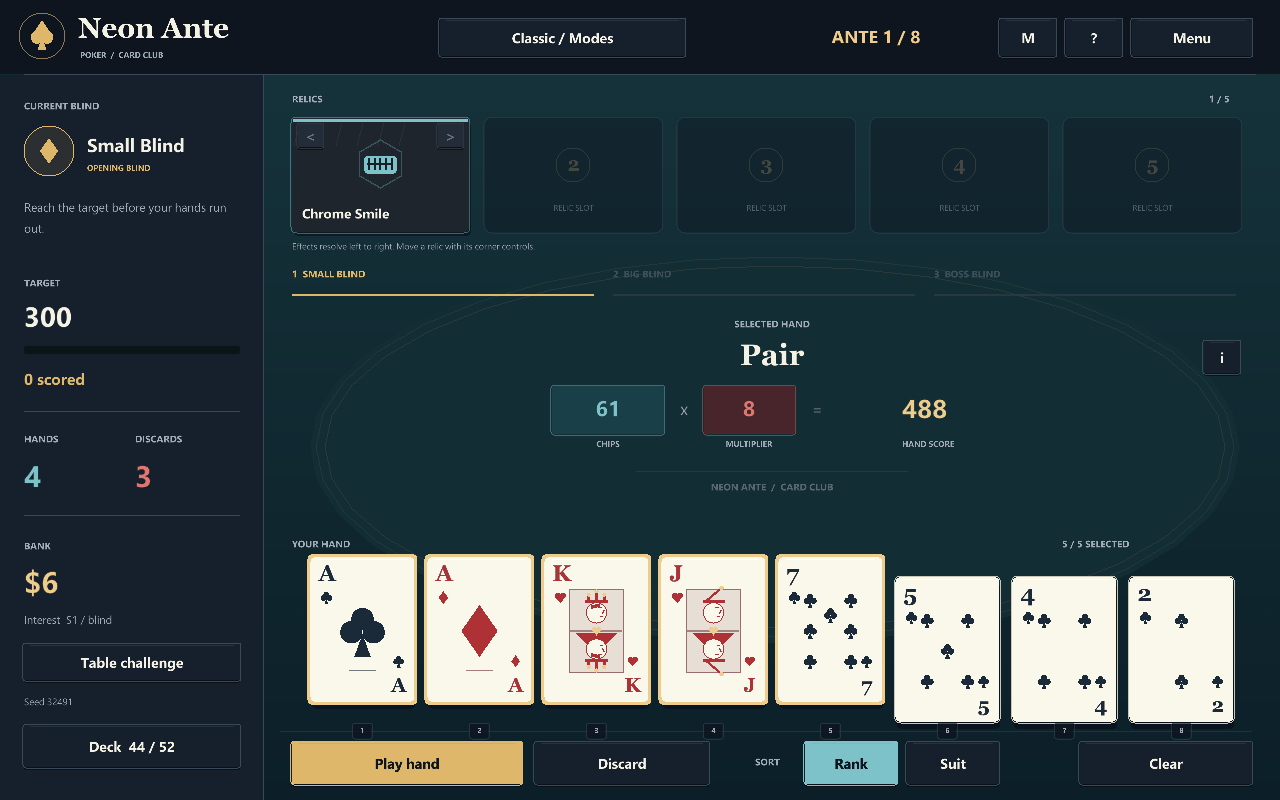 Neon Ante
POKER / CARD CLUB
Classic / Modes
ANTE 1 / 8
M
?
Menu
CURRENT BLIND
Small Blind
OPENING BLIND
Reach the target before your hands run
out.
TARGET
300
0 scored
HANDS
DISCARDS
4
3
BANK
$6
Interest $1 / blind
Table challenge
Seed 32491
Deck 44 / 52
RELICS
1 / 5
<
>
Chrome Smile
2
RELIC SLOT
3
RELIC SLOT
4
RELIC SLOT
5
RELIC SLOT
Effects resolve left to right. Move a relic with its corner controls.
1 SMALL BLIND
2 BIG BLIND
3 BOSS BLIND
SELECTED HAND
Pair
i
61
x
8
=
488
CHIPS
MULTIPLIER
HAND SCORE
NEON ANTE / CARD CLUB
YOUR HAND
5 / 5 SELECTED
A
A
A
A
K
K
J
J
7
7
5
5
4
4
2
2
1
2
3
4
5
6
7
8
Play hand
Discard
SORT
Rank
Suit
Clear